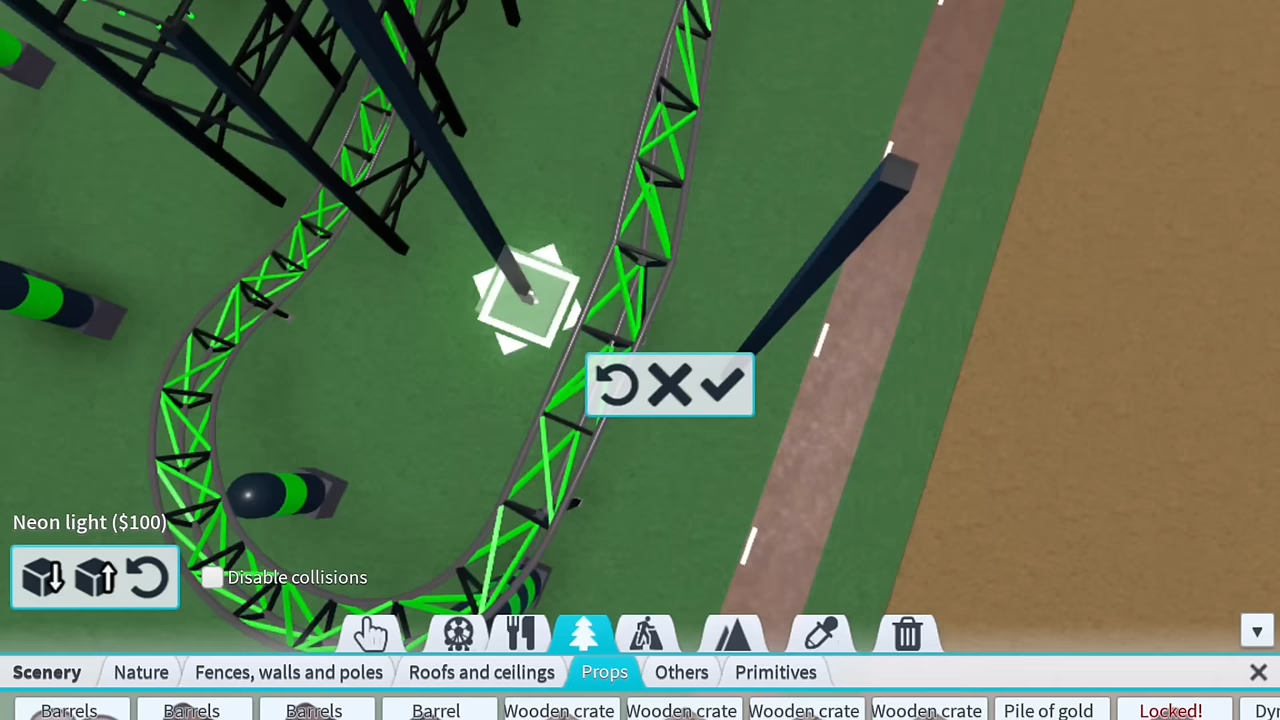 Neon light ($100)
Disable collisions
Scenery
Nature
Fences, walls and poles
Roofs and ceilings
Props
Others
Primitives
Barrels
Barrels
Barrels
Barrel
Wooden crate
Wooden crate
Wooden crate
Wooden crate
Pile of gold
Locked!